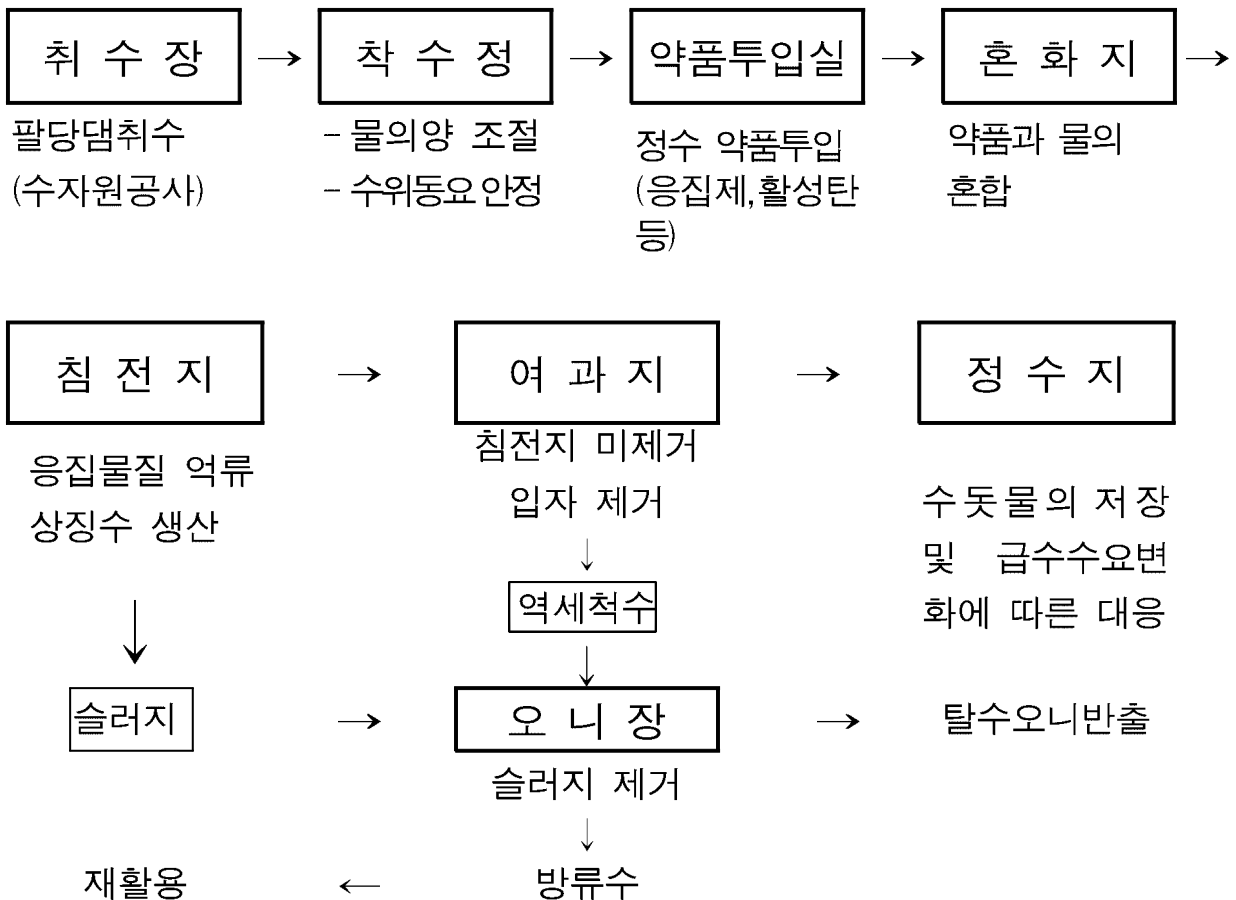 취 수 장 → 착 수 정 → 약품투입실 → 혼 화 지 →
팔당댐취수
(수자원공사)
- 물의양 조절
- 수위동요 안정
정수 약품투입
(응집제,활성탄
등)
약품과 물의
혼합
침 전 지 → 여 과 지 → 정 수 지
응집물질 억류
상징수 생산
침전지 미제거
입자 제거
수돗물의 저장
및 급수수요변
화에 따른 대응
↓
역세척수
↓ ↓
슬러지 → 오 니 장 → 탈수오니반출
슬러지 제거
↓
재활용 ← 방류수